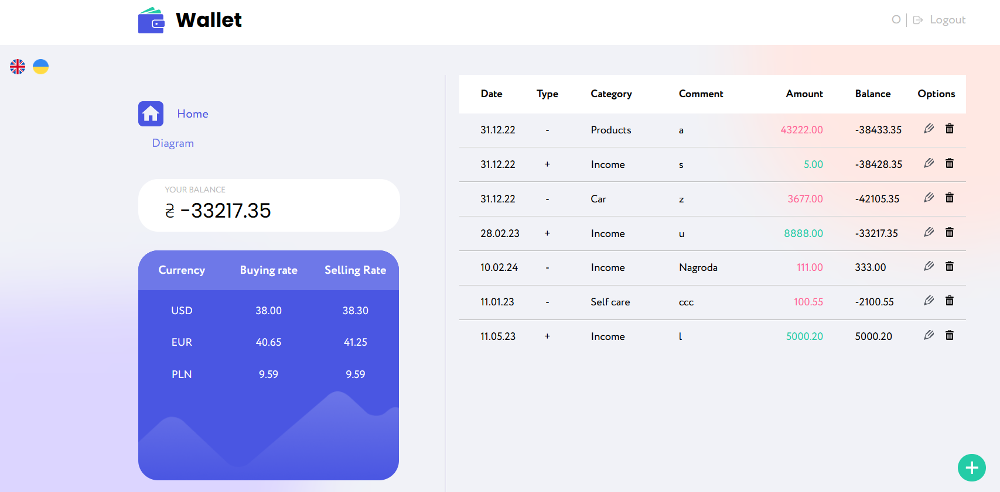 Wallet
O Logout
Home
Diagram
YOUR BALANCE
₴ -33217.35
Currency Buying rate Selling Rate
USD 38.00 38.30
EUR 40.65 41.25
PLN 9.59 9.59
Date Type Category Comment Amount Balance Options
31.12.22 - Products a 43222.00 -38433.35
31.12.22 + Income s 5.00 -38428.35
31.12.22 - Car z 3677.00 -42105.35
28.02.23 + Income u 8888.00 -33217.35
10.02.24 - Income Nagroda 111.00 333.00
11.01.23 - Self care ccc 100.55 -2100.55
11.05.23 + Income l 5000.20 5000.20